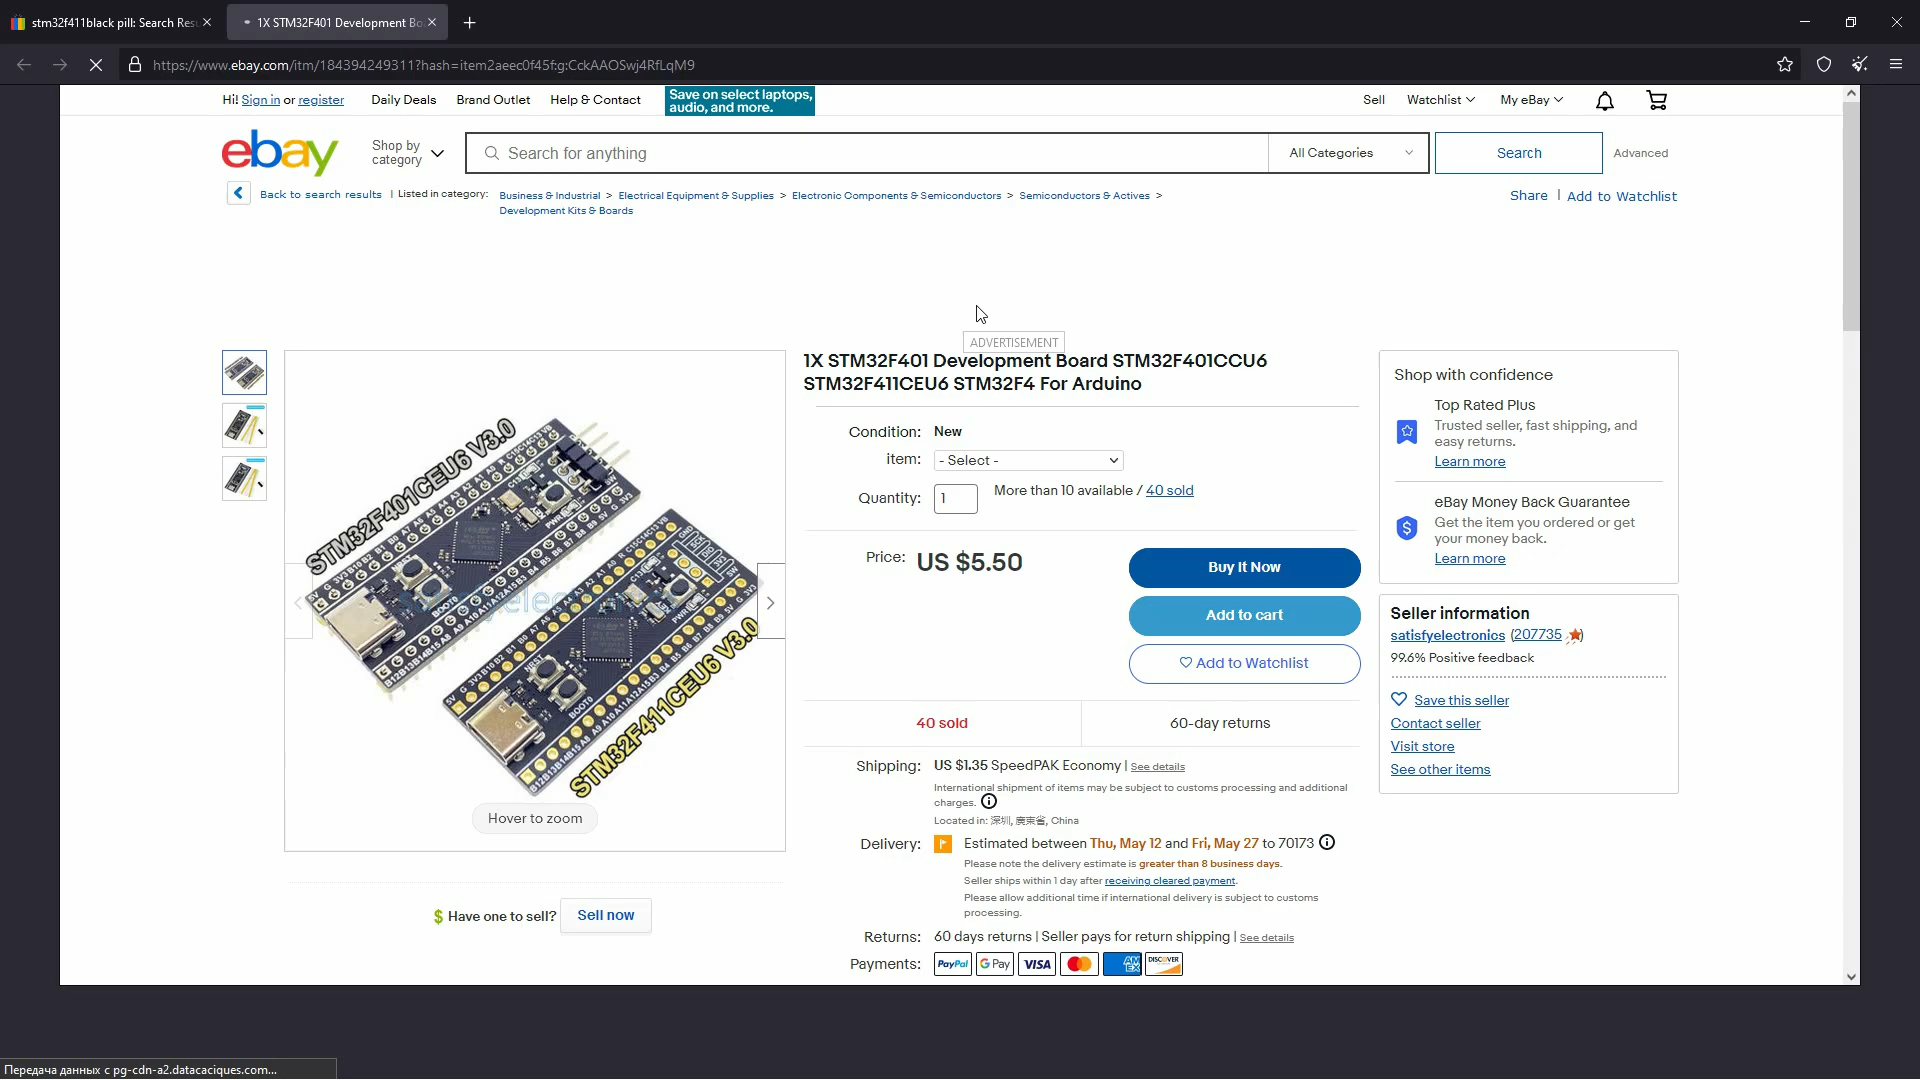 stm32f411black pill: Search Res
1X STM32F401 Development Bo
https://www.ebay.com/itm/184394249311?hash=item2aeec0f45f:g:CckAAOSwj4RfLqM9
Hi! Sign in or register
Daily Deals
Brand Outlet
Help & Contact
Save on select laptops,
audio, and more.
Sell
Watchlist
My eBay
ebay
Shop by
category
Search for anything
All Categories
Search
Advanced
Back to search results | Listed in category:
Business & Industrial > Electrical Equipment & Supplies > Electronic Components & Semiconductors > Semiconductors & Actives >
Development Kits & Boards
Share | Add to Watchlist
ADVERTISEMENT
1X STM32F401 Development Board STM32F401CCU6
STM32F411CEU6 STM32F4 For Arduino
Condition: New
item: - Select -
Quantity: 1
More than 10 available / 40 sold
Price: US $5.50
Buy It Now
Add to cart
Add to Watchlist
40 sold
60-day returns
Shipping: US $1.35 SpeedPAK Economy | See details
International shipment of items may be subject to customs processing and additional
charges.
Located in: 深圳, 廣東省, China
Delivery: Estimated between Thu, May 12 and Fri, May 27 to 70173
Please note the delivery estimate is greater than 8 business days.
Seller ships within 1 day after receiving cleared payment.
Please allow additional time if international delivery is subject to customs
processing.
Returns: 60 days returns | Seller pays for return shipping | See details
Payments: PayPal G Pay VISA AM EX DISCOVER
STM32F401CEU6 V3.0
STM32F411CEU6 V3.0
NRST
BOOT0
NRST
BOOT0
Hover to zoom
$ Have one to sell? Sell now
Shop with confidence
Top Rated Plus
Trusted seller, fast shipping, and
easy returns.
Learn more
eBay Money Back Guarantee
Get the item you ordered or get
your money back.
Learn more
Seller information
satisfyelectronics (207735)
99.6% Positive feedback
Save this seller
Contact seller
Visit store
See other items
Передача данных с pg-cdn-a2.datacaciques.com...